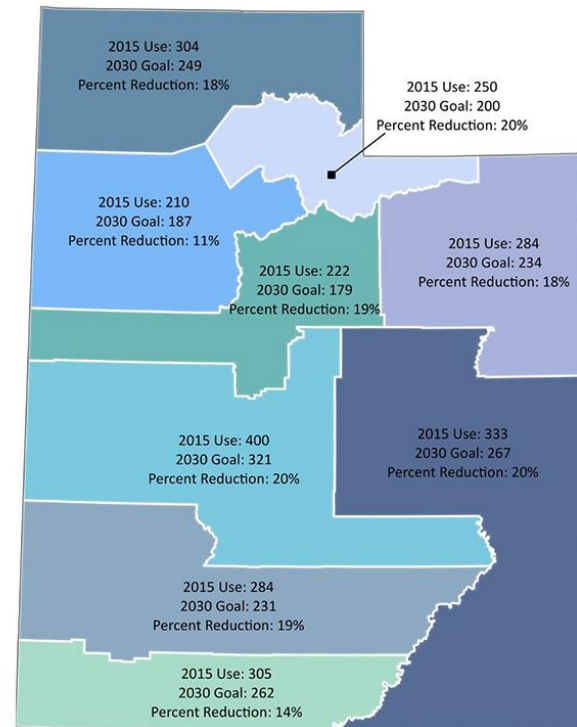 2015 Use: 304
2030 Goal: 249
Percent Reduction: 18%
2015 Use: 250
2030 Goal: 200
Percent Reduction: 20%
2015 Use: 210
2030 Goal: 187
Percent Reduction: 11%
2015 Use: 284
2030 Goal: 234
Percent Reduction: 18%
2015 Use: 222
2030 Goal: 179
Percent Reduction: 19%
2015 Use: 400
2030 Goal: 321
Percent Reduction: 20%
2015 Use: 333
2030 Goal: 267
Percent Reduction: 20%
2015 Use: 284
2030 Goal: 231
Percent Reduction: 19%
2015 Use: 305
2030 Goal: 262
Percent Reduction: 14%